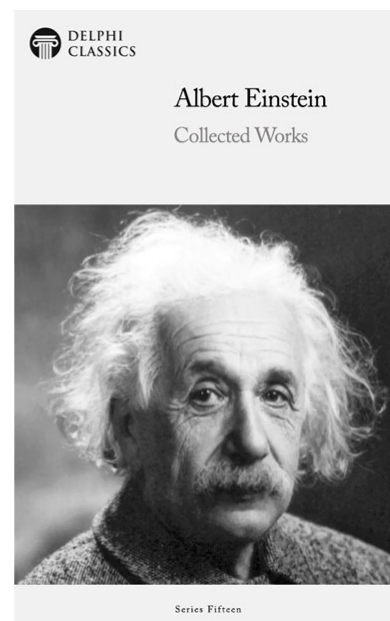 DELPHI
CLASSICS
Albert Einstein
Collected Works
Series Fifteen